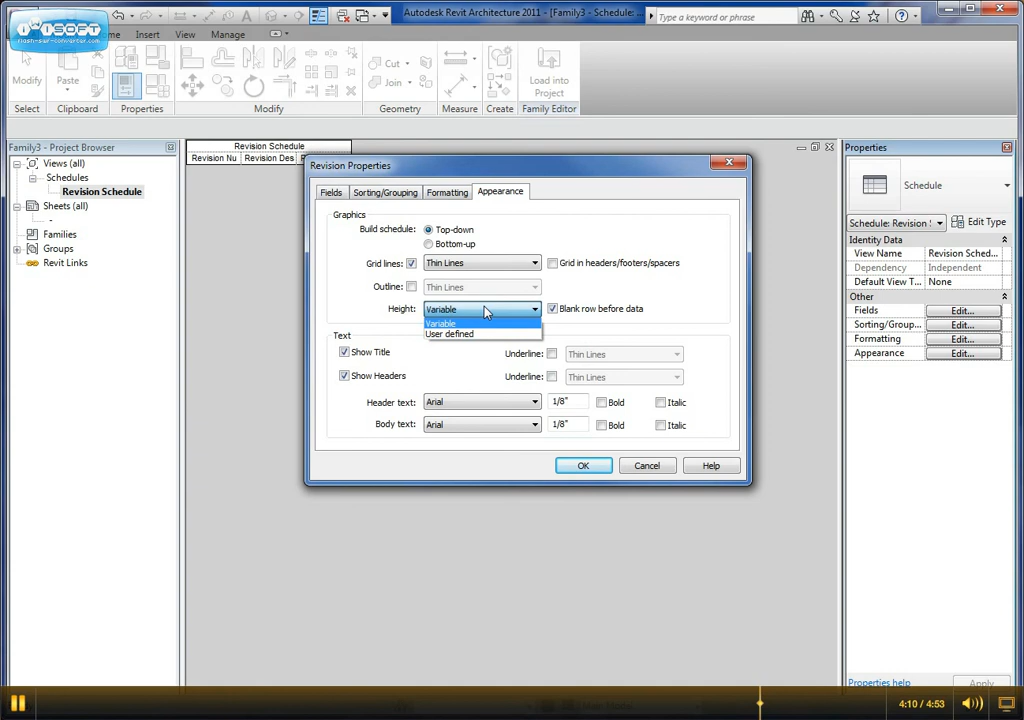 Autodesk Revit Architecture 2011 - [Family3 - Schedule: ...
Type a keyword or phrase
iWiSOFT
flash-swf-converter.com
me Insert View Manage
Modify
Paste
Cut
Join
Load into
Project
Select Clipboard Properties Modify Geometry Measure Create Family Editor
Family3 - Project Browser
Views (all)
Schedules
Revision Schedule
Sheets (all)
-
Families
Groups
Revit Links
Revision Schedule
Revision Nu Revision Des
Revision Properties
Fields Sorting/Grouping Formatting Appearance
Graphics
Build schedule: Top-down
Bottom-up
Grid lines: Thin Lines Grid in headers/footers/spacers
Outline: Thin Lines
Height: Variable Blank row before data
Variable
User defined
Text
Show Title Underline: Thin Lines
Show Headers Underline: Thin Lines
Header text: Arial 1/8" Bold Italic
Body text: Arial 1/8" Bold Italic
OK Cancel Help
Properties
Schedule
Schedule: Revision Edit Type
Identity Data
View Name Revision Sched...
Dependency Independent
Default View T... None
Other
Fields Edit...
Sorting/Group... Edit...
Formatting Edit...
Appearance Edit...
Properties help Apply
4:10 / 4:53